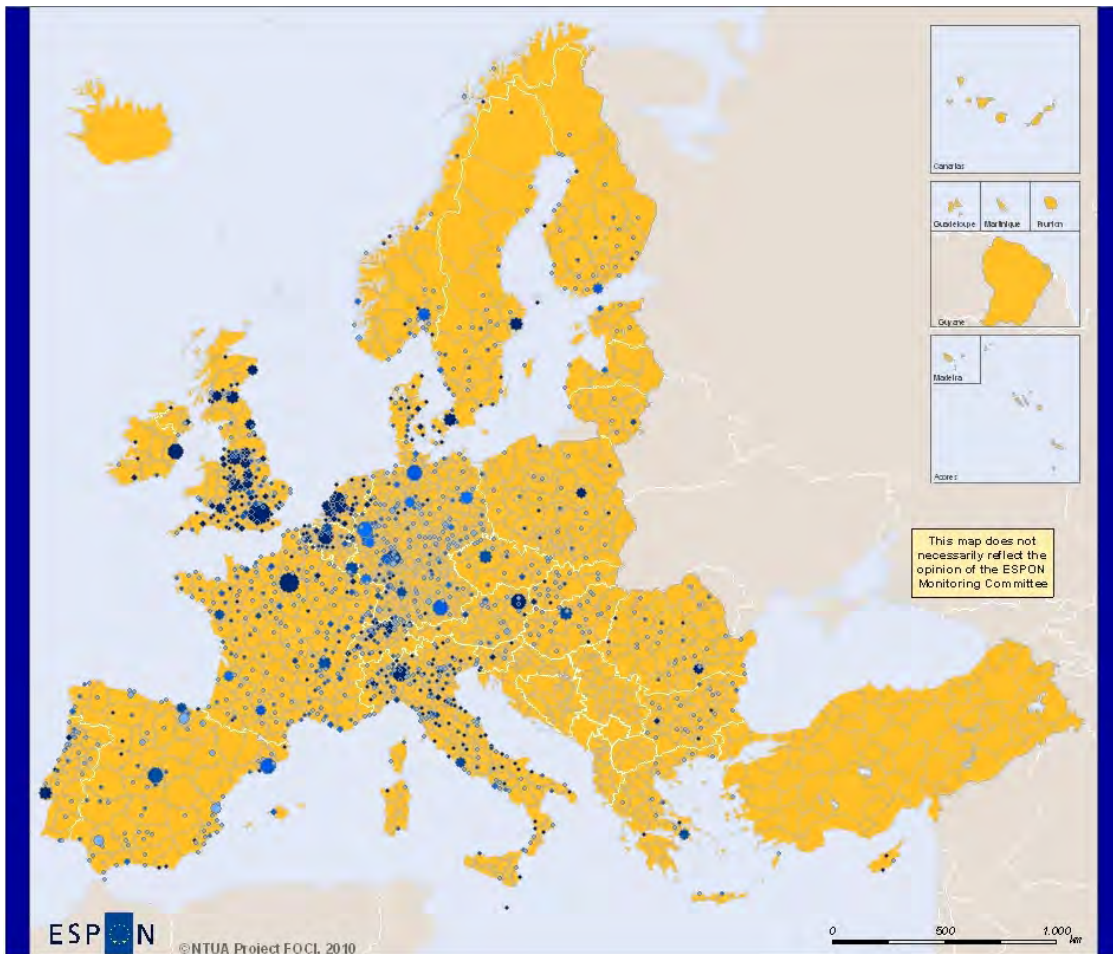 Canarias
Guadeloupe Martinique Reunion
Guyane
Madeira
Acores
This map does not
necessarily reflect the
opinion of the ESPON
Monitoring Committee
ESPON
©NTUA Project FOCI, 2010
0 500 1.000
km